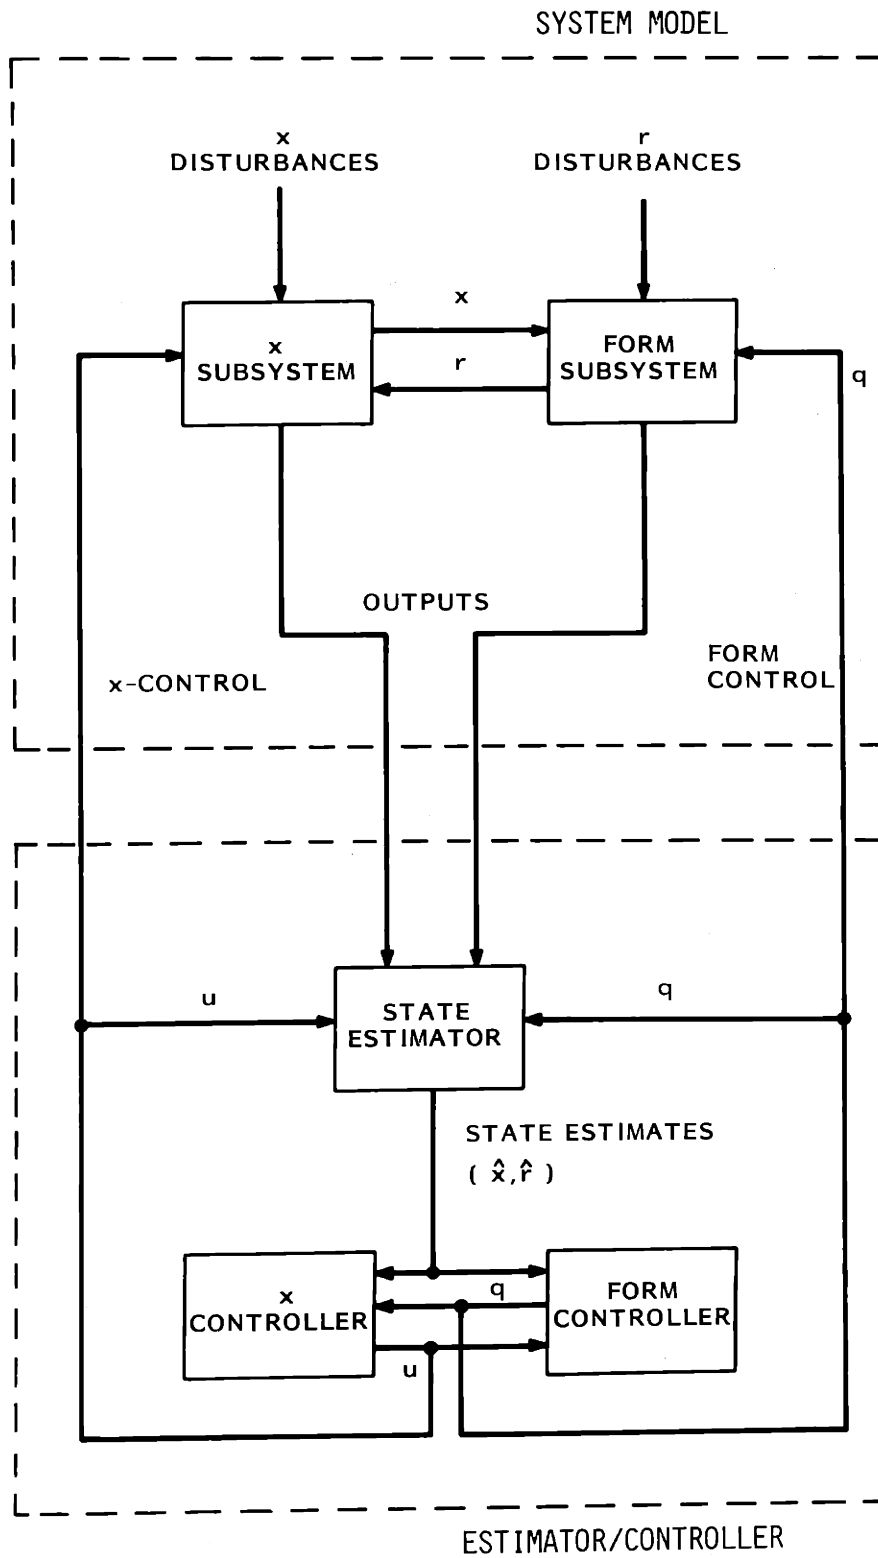 SYSTEM MODEL
x
DISTURBANCES
r
DISTURBANCES
x
x
SUBSYSTEM
r
FORM
SUBSYSTEM
q
OUTPUTS
x-CONTROL
FORM
CONTROL
u
STATE
ESTIMATOR
q
STATE ESTIMATES
( x̂, r̂ )
x
CONTROLLER
q
u
FORM
CONTROLLER
ESTIMATOR/CONTROLLER